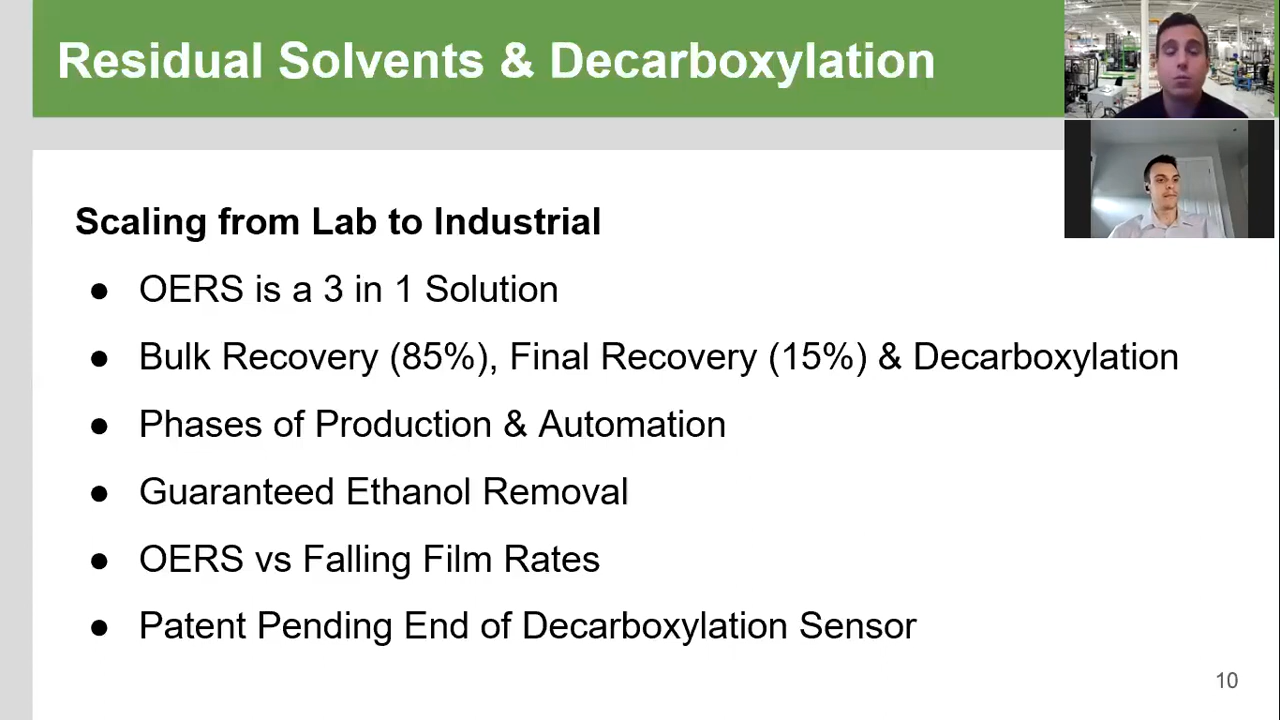 Residual Solvents & Decarboxylation
Scaling from Lab to Industrial
● OERS is a 3 in 1 Solution
● Bulk Recovery (85%), Final Recovery (15%) & Decarboxylation
● Phases of Production & Automation
● Guaranteed Ethanol Removal
● OERS vs Falling Film Rates
● Patent Pending End of Decarboxylation Sensor
10